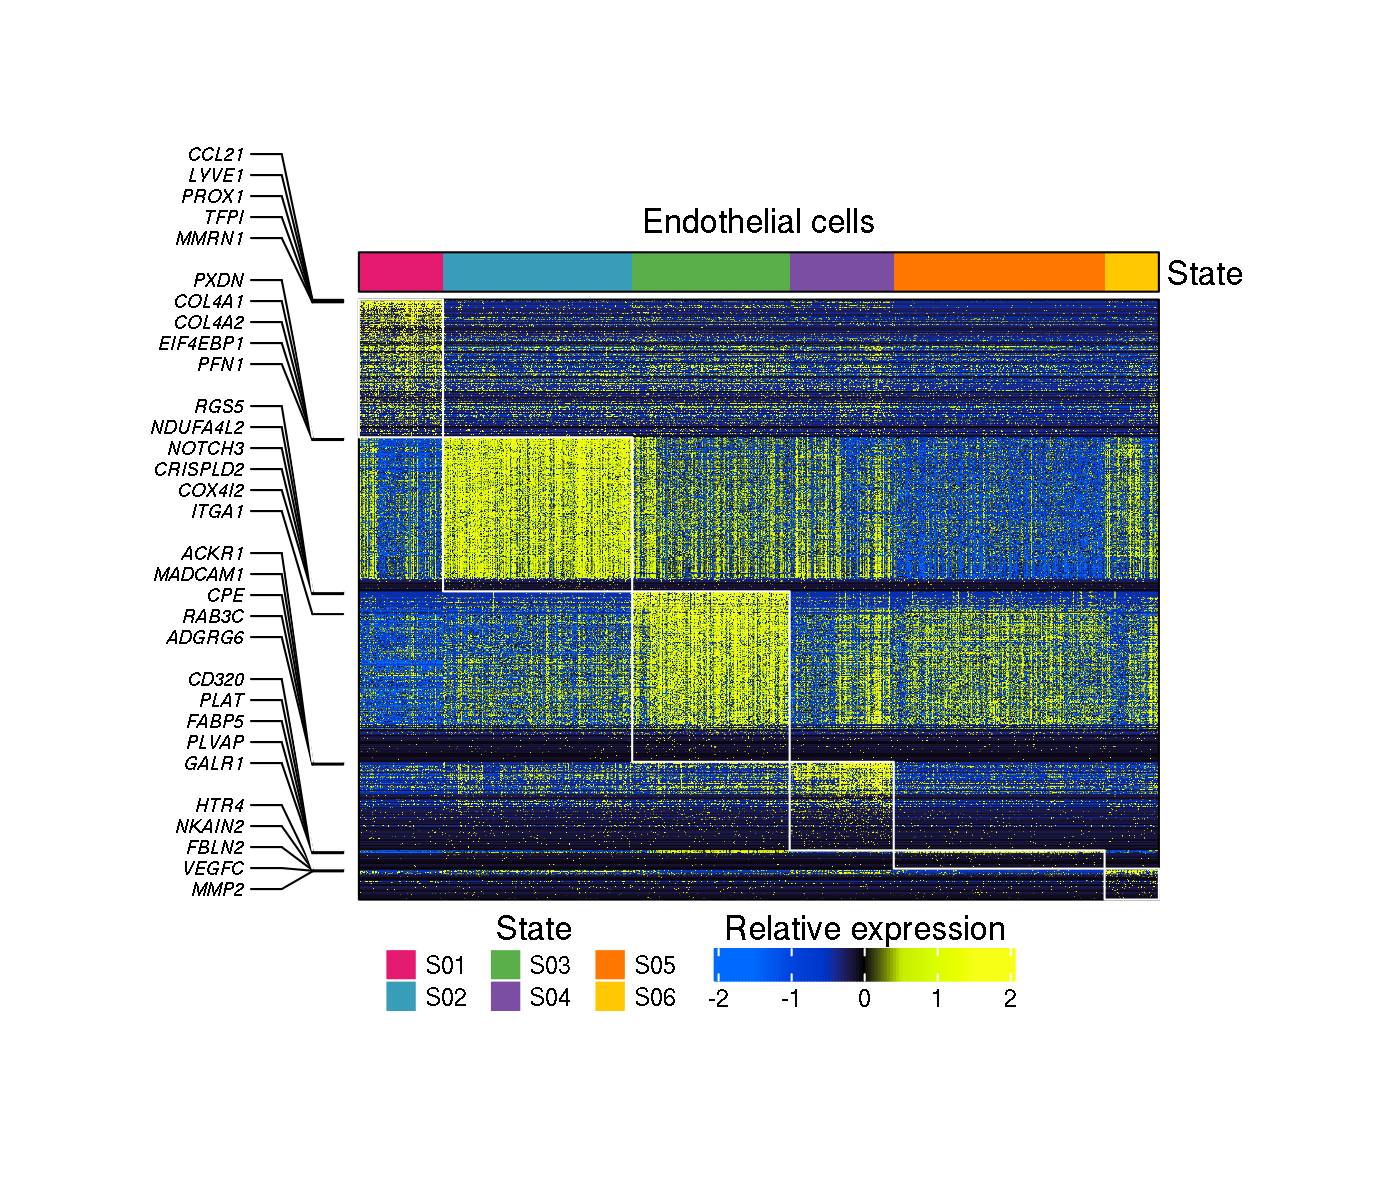 CCL21
LYVE1
PROX1
TFPI
MMRN1
PXDN
COL4A1
COL4A2
EIF4EBP1
PFN1
RGS5
NDUFA4L2
NOTCH3
CRISPLD2
COX4I2
ITGA1
ACKR1
MADCAM1
CPE
RAB3C
ADGRG6
CD320
PLAT
FABP5
PLVAP
GALR1
HTR4
NKAIN2
FBLN2
VEGFC
MMP2
Endothelial cells
State
State
S01 S03 S05
S02 S04 S06
Relative expression
-2 -1 0 1 2